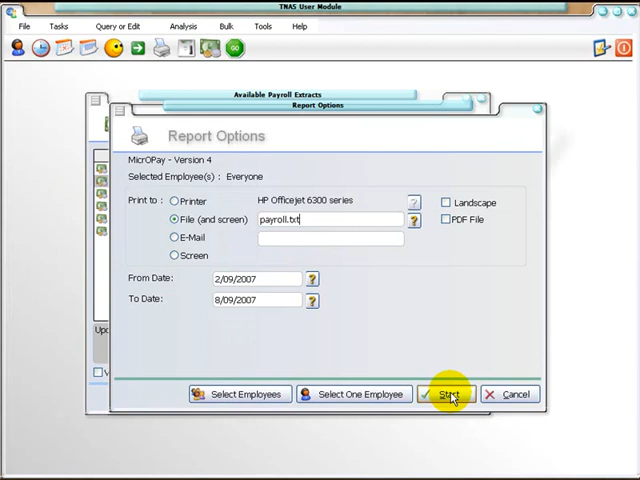 TNA5 User Module
File Tasks Query or Edit Analysis Bulk Tools Help
GO
Available Payroll Extracts
Report Options
Report Options
MicrOPay - Version 4
Selected Employee(s) : Everyone
Print to : Printer HP Officejet 6300 series ? Landscape
File (and screen) payroll.txt ? PDF File
E-Mail
Screen
From Date: 2/09/2007 ?
To Date: 8/09/2007 ?
Upd
V
Select Employees Select One Employee Start Cancel